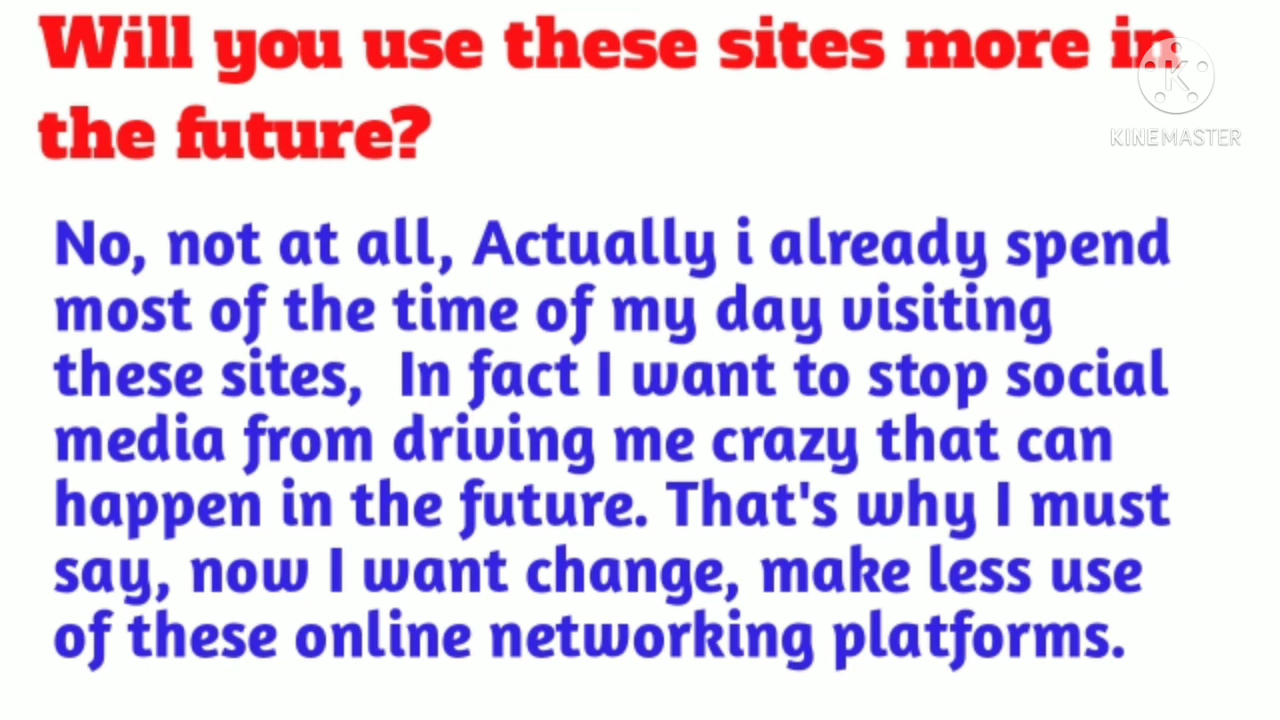 Will you use these sites more in
the future?
KINEMASTER
No, not at all, Actually i already spend
most of the time of my day visiting
these sites, In fact I want to stop social
media from driving me crazy that can
happen in the future. That's why I must
say, now I want change, make less use
of these online networking platforms.